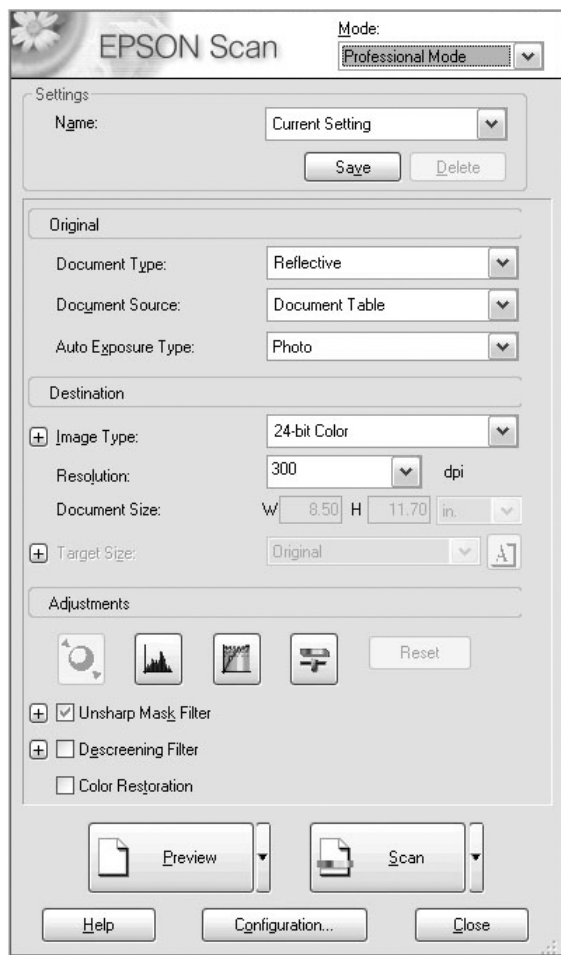 EPSON Scan
Mode:
Professional Mode
Settings
Name: Current Setting
Save Delete
Original
Document Type: Reflective
Document Source: Document Table
Auto Exposure Type: Photo
Destination
Image Type: 24-bit Color
Resolution: 300 dpi
Document Size: W 8.50 H 11.70 in.
Target Size: Original A
Adjustments
Reset
Unsharp Mask Filter
Descreening Filter
Color Restoration
Preview Scan
Help Configuration... Close